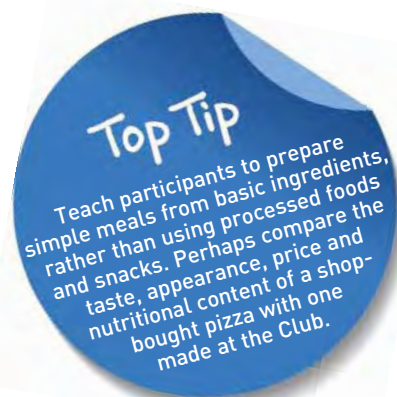 Top Tip
Teach participants to prepare
simple meals from basic ingredients,
rather than using processed foods
and snacks. Perhaps compare the
taste, appearance, price and
nutritional content of a shop-
bought pizza with one
made at the Club.